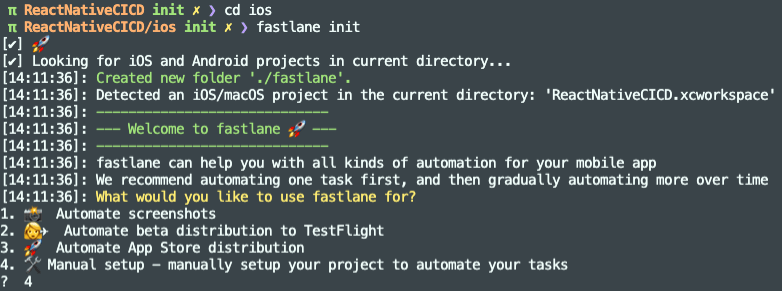 π ReactNativeCICD init ✗ ❯ cd ios
π ReactNativeCICD/ios init ⚡ ❯ fastlane init
[✔] 🚀
[✔] Looking for iOS and Android projects in current directory...
[14:11:36]: Created new folder './fastlane'.
[14:11:36]: Detected an iOS/macOS project in the current directory: 'ReactNativeCICD.xcworkspace'
[14:11:36]: -----------------------------
[14:11:36]: --- Welcome to fastlane 🚀 ---
[14:11:36]: -----------------------------
[14:11:36]: fastlane can help you with all kinds of automation for your mobile app
[14:11:36]: We recommend automating one task first, and then gradually automating more over time
[14:11:36]: What would you like to use fastlane for?
1. 📸 Automate screenshots
2. 👩‍✈️ Automate beta distribution to TestFlight
3. 🚀 Automate App Store distribution
4. 🛠 Manual setup - manually setup your project to automate your tasks
? 4